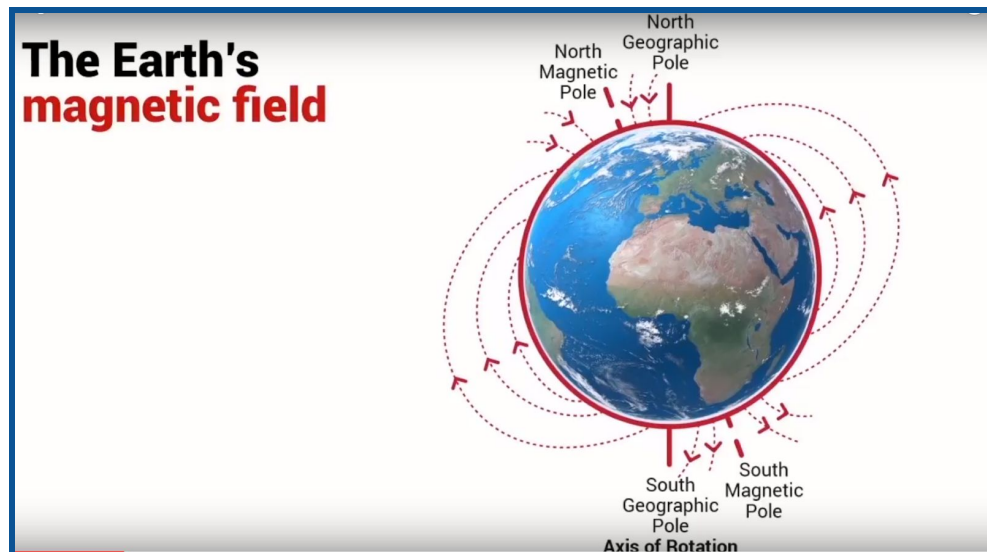 The Earth's
magnetic field
North
Geographic
Pole
North
Magnetic
Pole
South
Geographic
Pole
South
Magnetic
Pole
Axis of Rotation